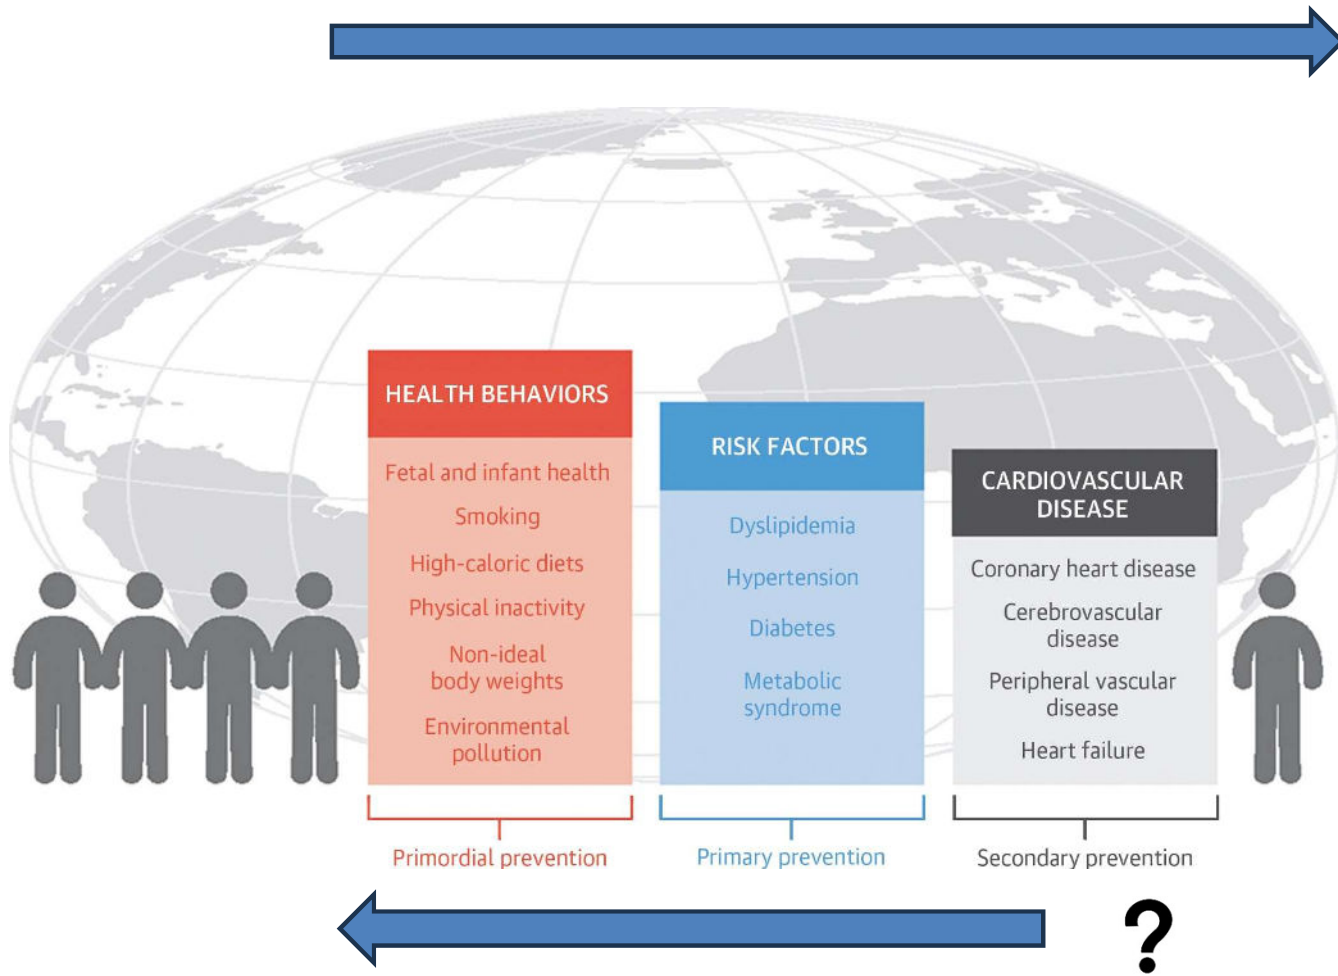 HEALTH BEHAVIORS
Fetal and infant health
Smoking
High-caloric diets
Physical inactivity
Non-ideal
body weights
Environmental
pollution
Primordial prevention
RISK FACTORS
Dyslipidemia
Hypertension
Diabetes
Metabolic
syndrome
Primary prevention
CARDIOVASCULAR
DISEASE
Coronary heart disease
Cerebrovascular
disease
Peripheral vascular
disease
Heart failure
Secondary prevention
?